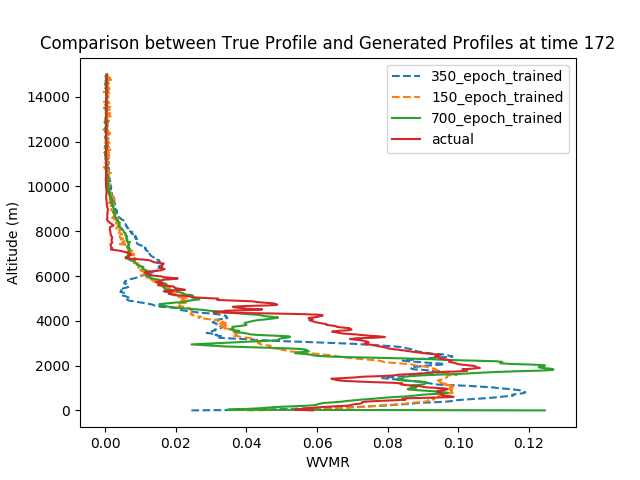 Comparison between True Profile and Generated Profiles at time 172
350_epoch_trained
150_epoch_trained
700_epoch_trained
actual
Altitude (m)
14000
12000
10000
8000
6000
4000
2000
0
0.00 0.02 0.04 0.06 0.08 0.10 0.12
WVMR